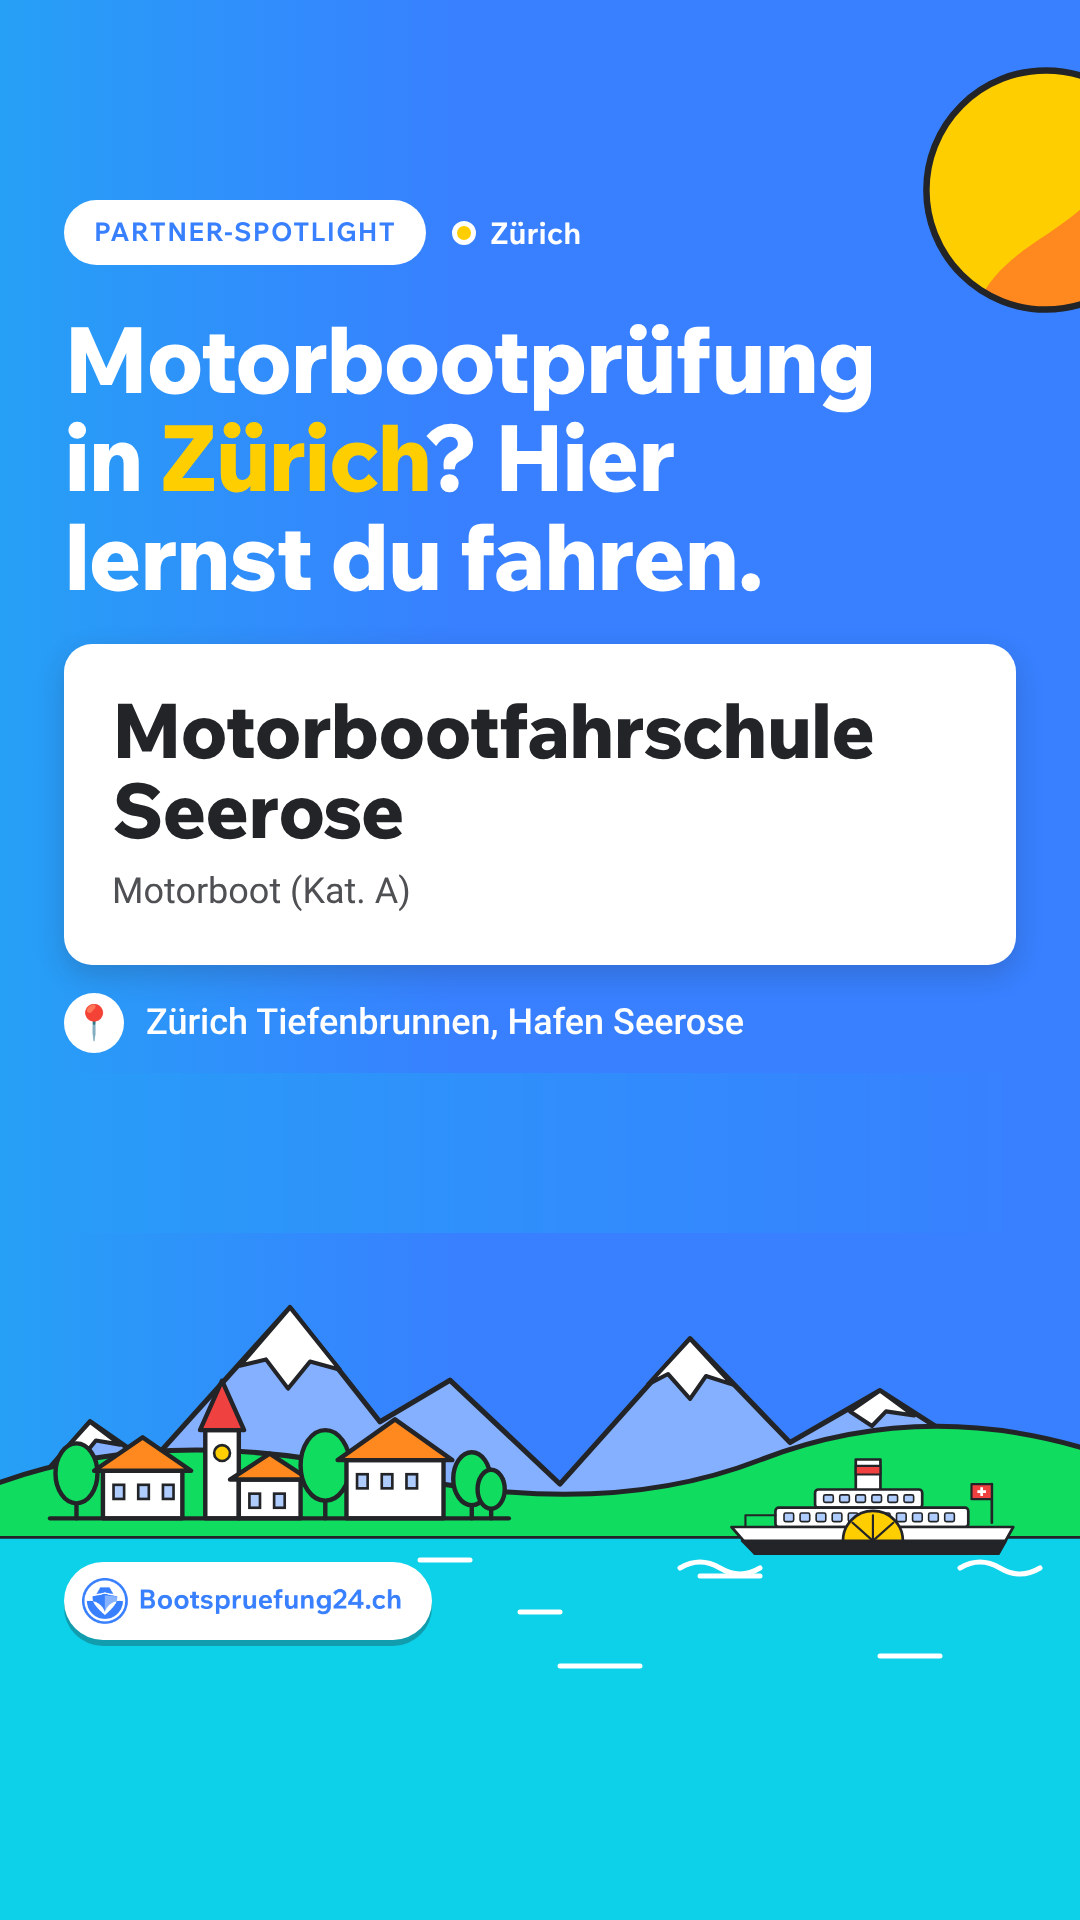 PARTNER-SPOTLIGHT
Zürich
Motorbootprüfung
in Zürich? Hier
lernst du fahren.
Motorbootfahrschule
Seerose
Motorboot (Kat. A)
Zürich Tiefenbrunnen, Hafen Seerose
Bootspruefung24.ch